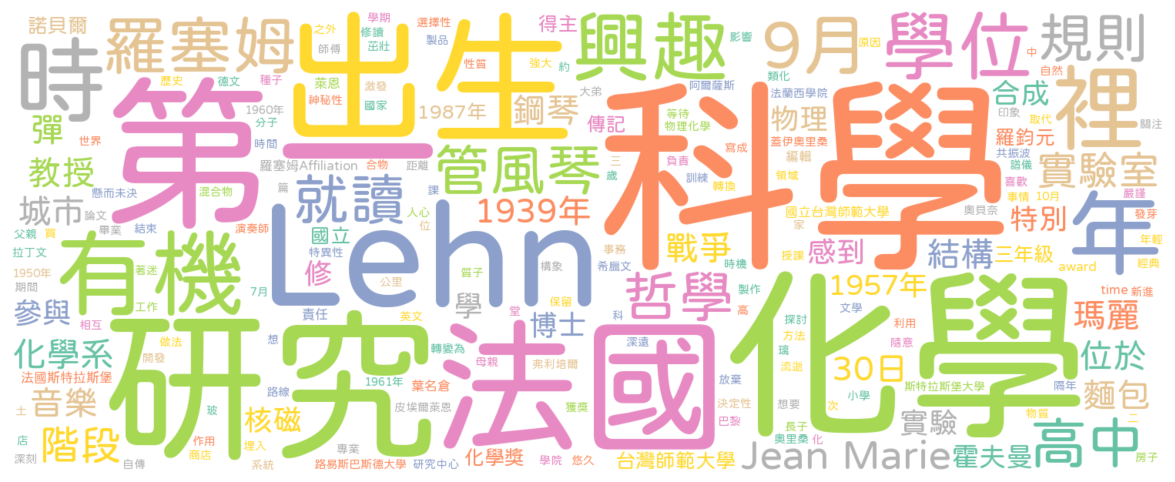 諾貝爾
羅塞姆
時
出生
興趣
9月
學位
規則
裡
第一
科學
化學
研究
法國
Lehn
年
有機
之外
學期
修讀
師傅
茁壯
選擇性
製品
得主
影響
原因
中
自然
歷史
德文
種子
萊恩
激發
性質
強大
約
類化
阿爾薩斯
法蘭西學院
合成
印象
取代
關注
1960年
神秘性
國家
1987年
鋼琴
大弟
等待
物理化學
物理
羅鈞元
彈
分子
世界
時間
傳記
蓋伊奧里桑
共振波
編輯
實驗室
教授
羅塞姆Affiliation
合物
距離
管風琴
三
負責
寫成
譜儀
喜歡
嚴謹
懸而未決
混合物
篇
就讀
課
歲
訓練
轉換
領域
事情
10月
城市
論文
畢業
人心
位
1939年
國立台灣師範大學
奧貝奈
特別
發芽
父親
買
結束
演奏師
國立
家
年輕
拉丁文
特異性
修
事務
戰爭
時機
授課
感到
結構
三年級
經典
1950年
期間
著迷
質子
構象
希臘文
award
7月
公里
哲學
製作
1957年
time
新進
參與
工作
責任
學
堂
保留
文學
瑪麗
相互
英文
博士
科
高
探討
利用
化學系
做法
想
轉變為
母親
深遠
方法
隨意
位於
開發
弗利培爾
璃
流逝
30日
隔年
法國斯特拉斯堡
路線
1961年
葉名倉
放棄
斯特拉斯堡大學
麵包
音樂
皮埃爾萊恩
獲獎
決定性
想要
小學
土
玻
核磁
巴黎
次
物質
二
店
階段
作用
埋入
專業
長子
實驗
高中
深刻
商店
化學獎
奧里桑
化
自傳
系統
路易斯巴斯德大學
研究中心
學院
悠久
台灣師範大學
Jean Marie
霍夫曼
房子